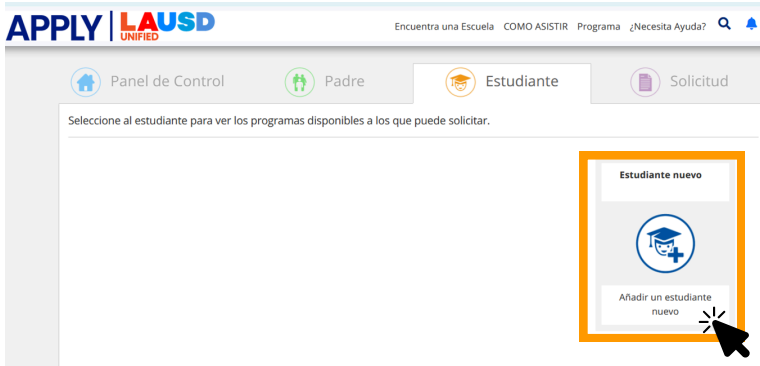 APPLY LAUSD UNIFIED
Encuentra una Escuela COMO ASISTIR Programa ¿Necesita Ayuda?
Panel de Control Padre Estudiante Solicitud
Seleccione al estudiante para ver los programas disponibles a los que puede solicitar.
Estudiante nuevo
Añadir un estudiante
nuevo